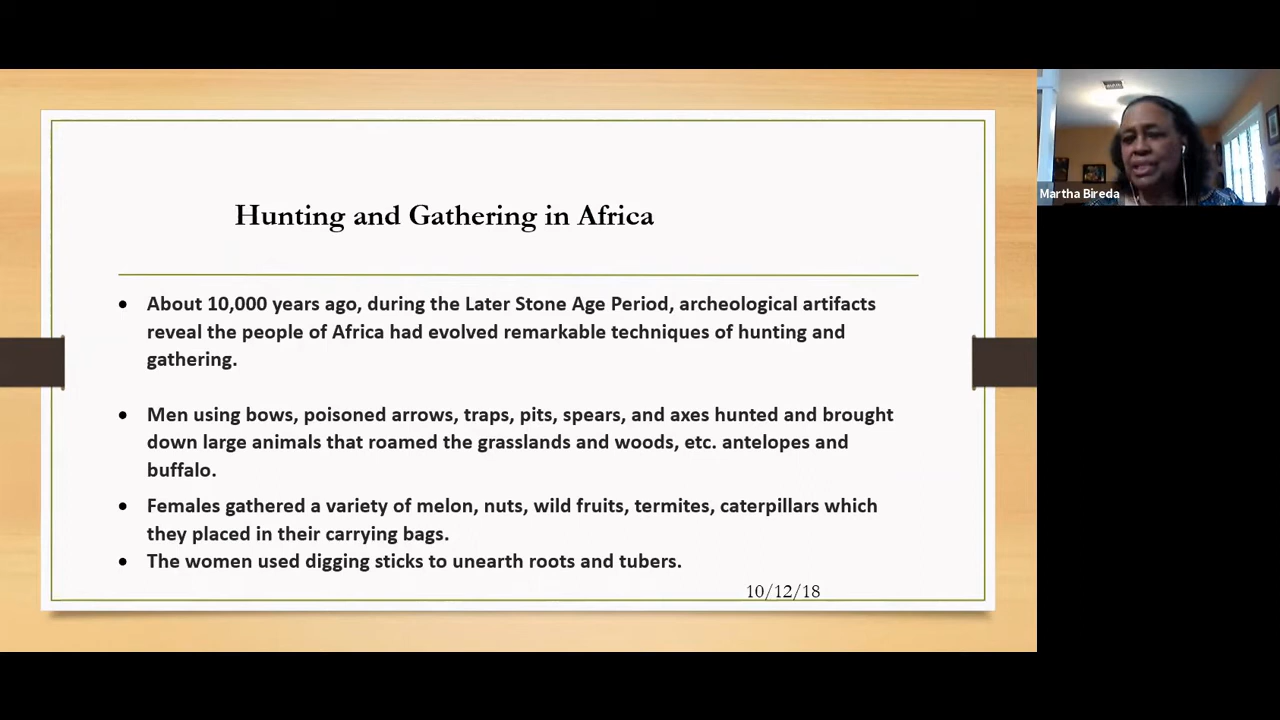 Hunting and Gathering in Africa
• About 10,000 years ago, during the Later Stone Age Period, archeological artifacts
reveal the people of Africa had evolved remarkable techniques of hunting and
gathering.
• Men using bows, poisoned arrows, traps, pits, spears, and axes hunted and brought
down large animals that roamed the grasslands and woods, etc. antelopes and
buffalo.
• Females gathered a variety of melon, nuts, wild fruits, termites, caterpillars which
they placed in their carrying bags.
• The women used digging sticks to unearth roots and tubers.
10/12/18
Martha Bireda